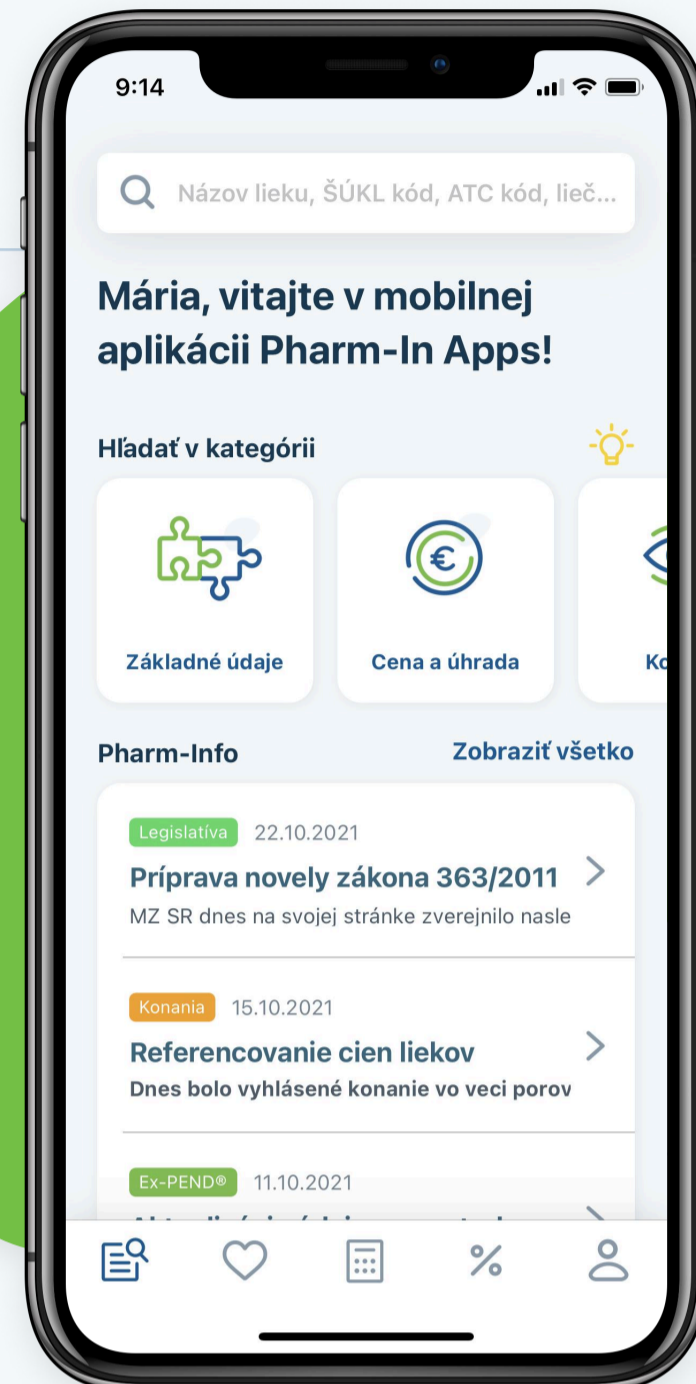 9:14
Názov lieku, ŠÚKL kód, ATC kód, lieč...
Mária, vitajte v mobilnej
aplikácii Pharm-In Apps!
Hľadať v kategórii
Základné údaje
Cena a úhrada
Ko
Pharm-Info
Zobraziť všetko
Legislatíva 22.10.2021
Príprava novely zákona 363/2011
MZ SR dnes na svojej stránke zverejnilo nasle
Konania 15.10.2021
Referencovanie cien liekov
Dnes bolo vyhlásené konanie vo veci porov
Ex-PEND® 11.10.2021